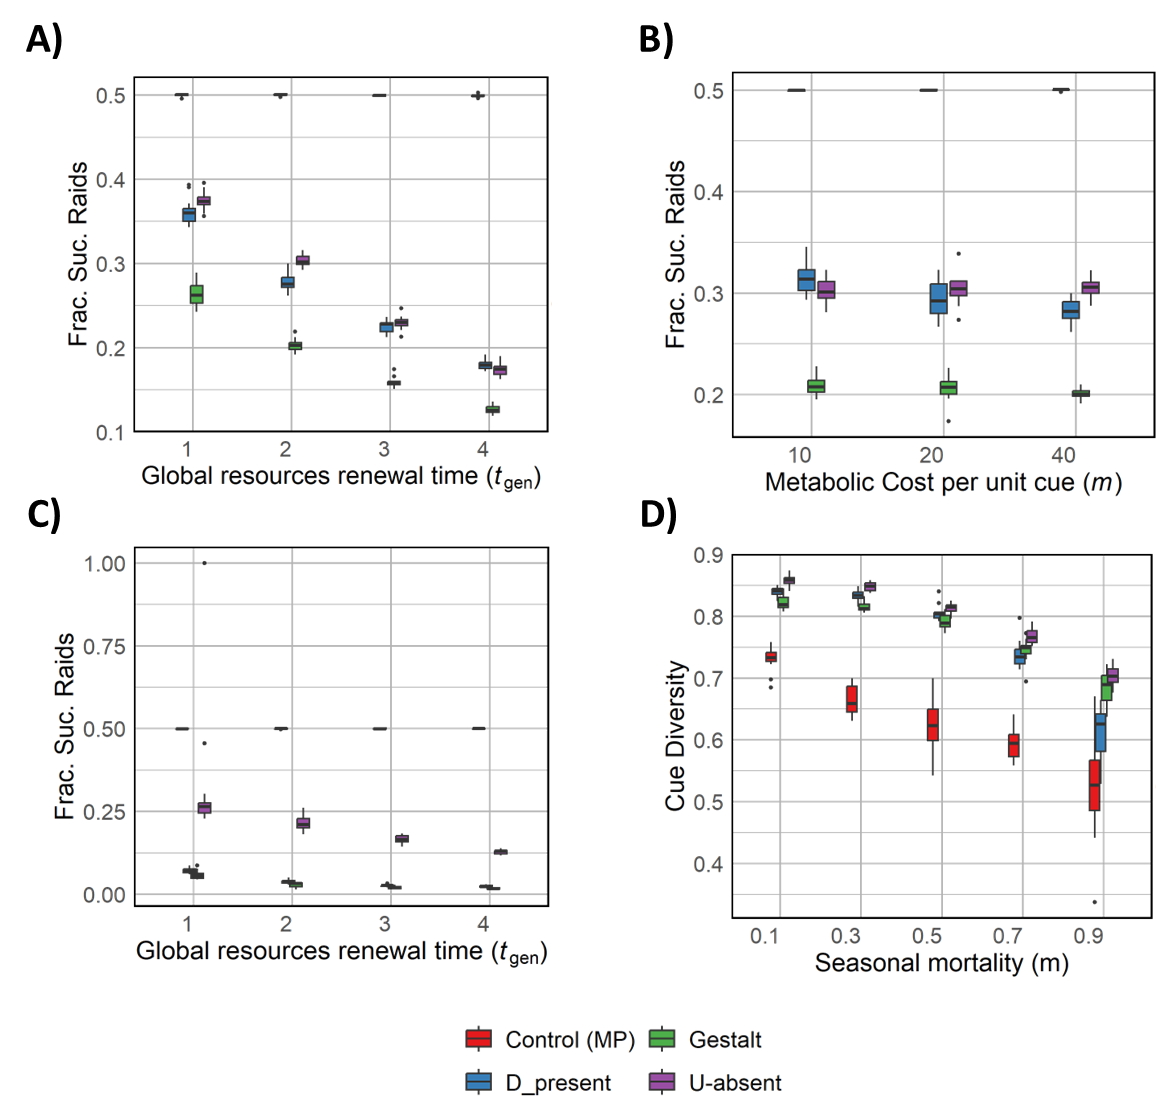 A)
Frac. Suc. Raids
0.5
0.4
0.3
0.2
0.1
1 2 3 4
Global resources renewal time (tgen)
B)
Frac. Suc. Raids
0.5
0.4
0.3
0.2
10 20 40
Metabolic Cost per unit cue (m)
C)
Frac. Suc. Raids
1.00
0.75
0.50
0.25
0.00
1 2 3 4
Global resources renewal time (tgen)
D)
Cue Diversity
0.9
0.8
0.7
0.6
0.5
0.4
0.1 0.3 0.5 0.7 0.9
Seasonal mortality (m)
Control (MP) Gestalt
D_present U-absent